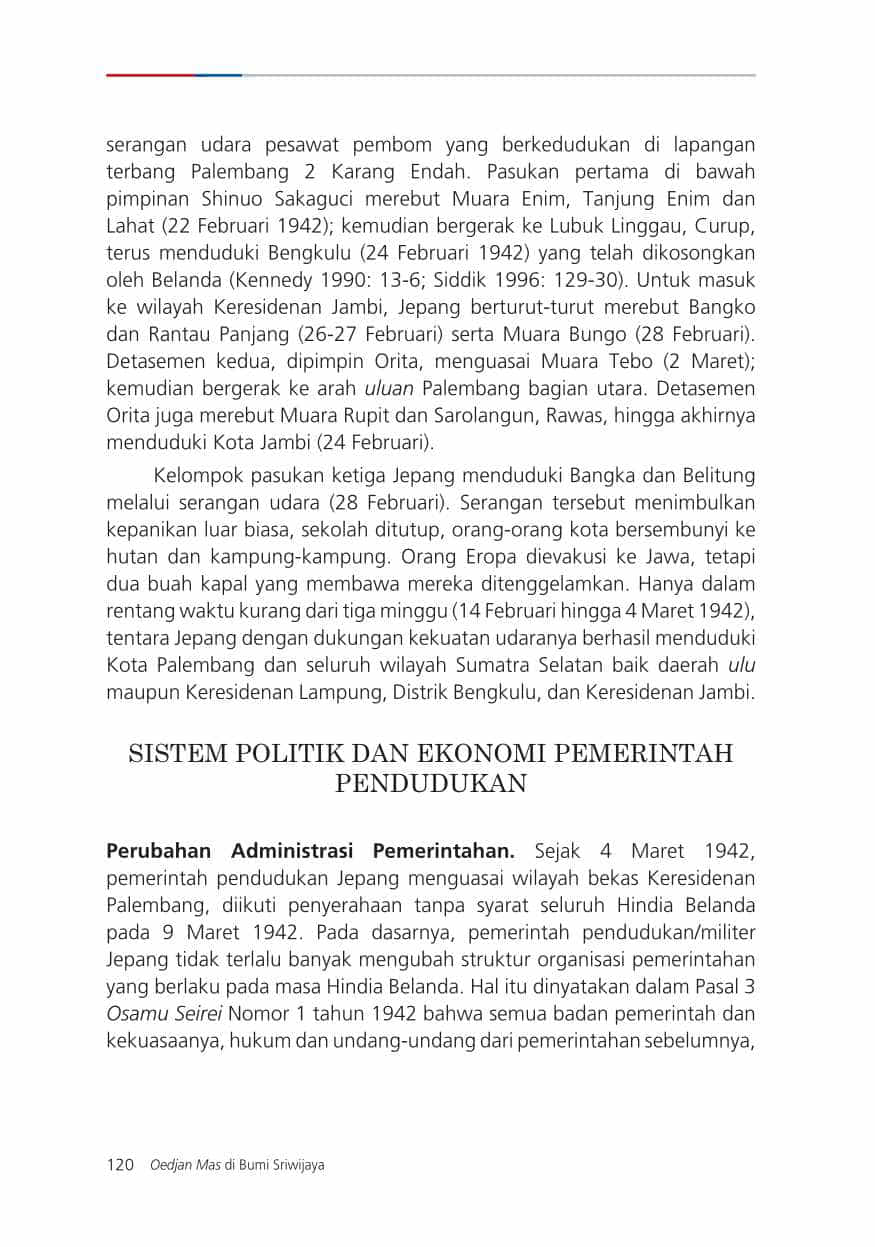 serangan udara pesawat pembom yang berkedudukan di lapangan
terbang Palembang 2 Karang Endah. Pasukan pertama di bawah
pimpinan Shinuo Sakaguci merebut Muara Enim, Tanjung Enim dan
Lahat (22 Februari 1942); kemudian bergerak ke Lubuk Linggau, Curup,
terus menduduki Bengkulu (24 Februari 1942) yang telah dikosongkan
oleh Belanda (Kennedy 1990: 13-6; Siddik 1996: 129-30). Untuk masuk
ke wilayah Keresidenan Jambi, Jepang berturut-turut merebut Bangko
dan Rantau Panjang (26-27 Februari) serta Muara Bungo (28 Februari).
Detasemen kedua, dipimpin Orita, menguasai Muara Tebo (2 Maret);
kemudian bergerak ke arah uluan Palembang bagian utara. Detasemen
Orita juga merebut Muara Rupit dan Sarolangun, Rawas, hingga akhirnya
menduduki Kota Jambi (24 Februari).
Kelompok pasukan ketiga Jepang menduduki Bangka dan Belitung
melalui serangan udara (28 Februari). Serangan tersebut menimbulkan
kepanikan luar biasa, sekolah ditutup, orang-orang kota bersembunyi ke
hutan dan kampung-kampung. Orang Eropa dievakusi ke Jawa, tetapi
dua buah kapal yang membawa mereka ditenggelamkan. Hanya dalam
rentang waktu kurang dari tiga minggu (14 Februari hingga 4 Maret 1942),
tentara Jepang dengan dukungan kekuatan udaranya berhasil menduduki
Kota Palembang dan seluruh wilayah Sumatra Selatan baik daerah ulu
maupun Keresidenan Lampung, Distrik Bengkulu, dan Keresidenan Jambi.
SISTEM POLITIK DAN EKONOMI PEMERINTAH
PENDUDUKAN
Perubahan Administrasi Pemerintahan. Sejak 4 Maret 1942,
pemerintah pendudukan Jepang menguasai wilayah bekas Keresidenan
Palembang, diikuti penyerahaan tanpa syarat seluruh Hindia Belanda
pada 9 Maret 1942. Pada dasarnya, pemerintah pendudukan/militer
Jepang tidak terlalu banyak mengubah struktur organisasi pemerintahan
yang berlaku pada masa Hindia Belanda. Hal itu dinyatakan dalam Pasal 3
Osamu Seirei Nomor 1 tahun 1942 bahwa semua badan pemerintah dan
kekuasaanya, hukum dan undang-undang dari pemerintahan sebelumnya,
120 Oedjan Mas di Bumi Sriwijaya